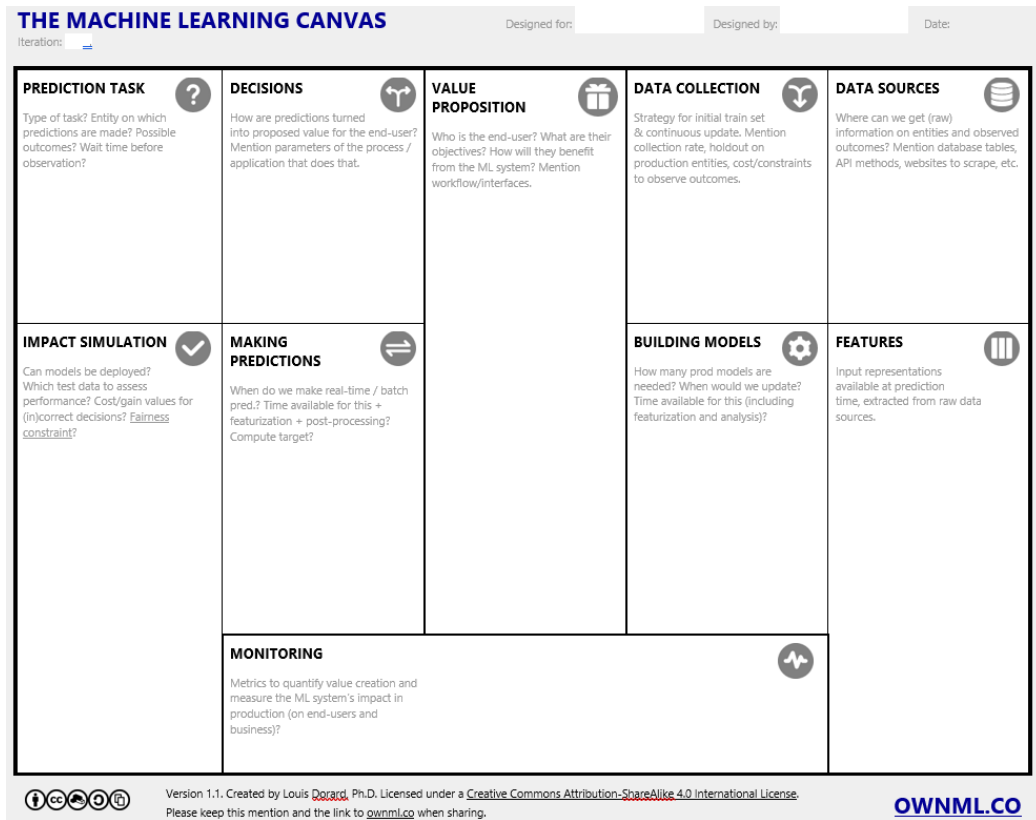 THE MACHINE LEARNING CANVAS
Designed for:
Designed by:
Date:
Iteration:
PREDICTION TASK
Type of task? Entity on which
predictions are made? Possible
outcomes? Wait time before
observation?
DECISIONS
How are predictions turned
into proposed value for the end-user?
Mention parameters of the process /
application that does that.
VALUE
PROPOSITION
Who is the end-user? What are their
objectives? How will they benefit
from the ML system? Mention
workflow/interfaces.
DATA COLLECTION
Strategy for initial train set
& continuous update. Mention
collection rate, holdout on
production entities, cost/constraints
to observe outcomes.
DATA SOURCES
Where can we get (raw)
information on entities and observed
outcomes? Mention database tables,
API methods, websites to scrape, etc.
IMPACT SIMULATION
Can models be deployed?
Which test data to assess
performance? Cost/gain values for
(in)correct decisions? Fairness
constraint?
MAKING
PREDICTIONS
When do we make real-time / batch
pred.? Time available for this +
featurization + post-processing?
Compute target?
BUILDING MODELS
How many prod models are
needed? When would we update?
Time available for this (including
featurization and analysis)?
FEATURES
Input representations
available at prediction
time, extracted from raw data
sources.
MONITORING
Metrics to quantify value creation and
measure the ML system's impact in
production (on end-users and
business)?
Version 1.1. Created by Louis Dorard, Ph.D. Licensed under a Creative Commons Attribution-ShareAlike 4.0 International License.
Please keep this mention and the link to ownml.co when sharing.
OWNML.CO